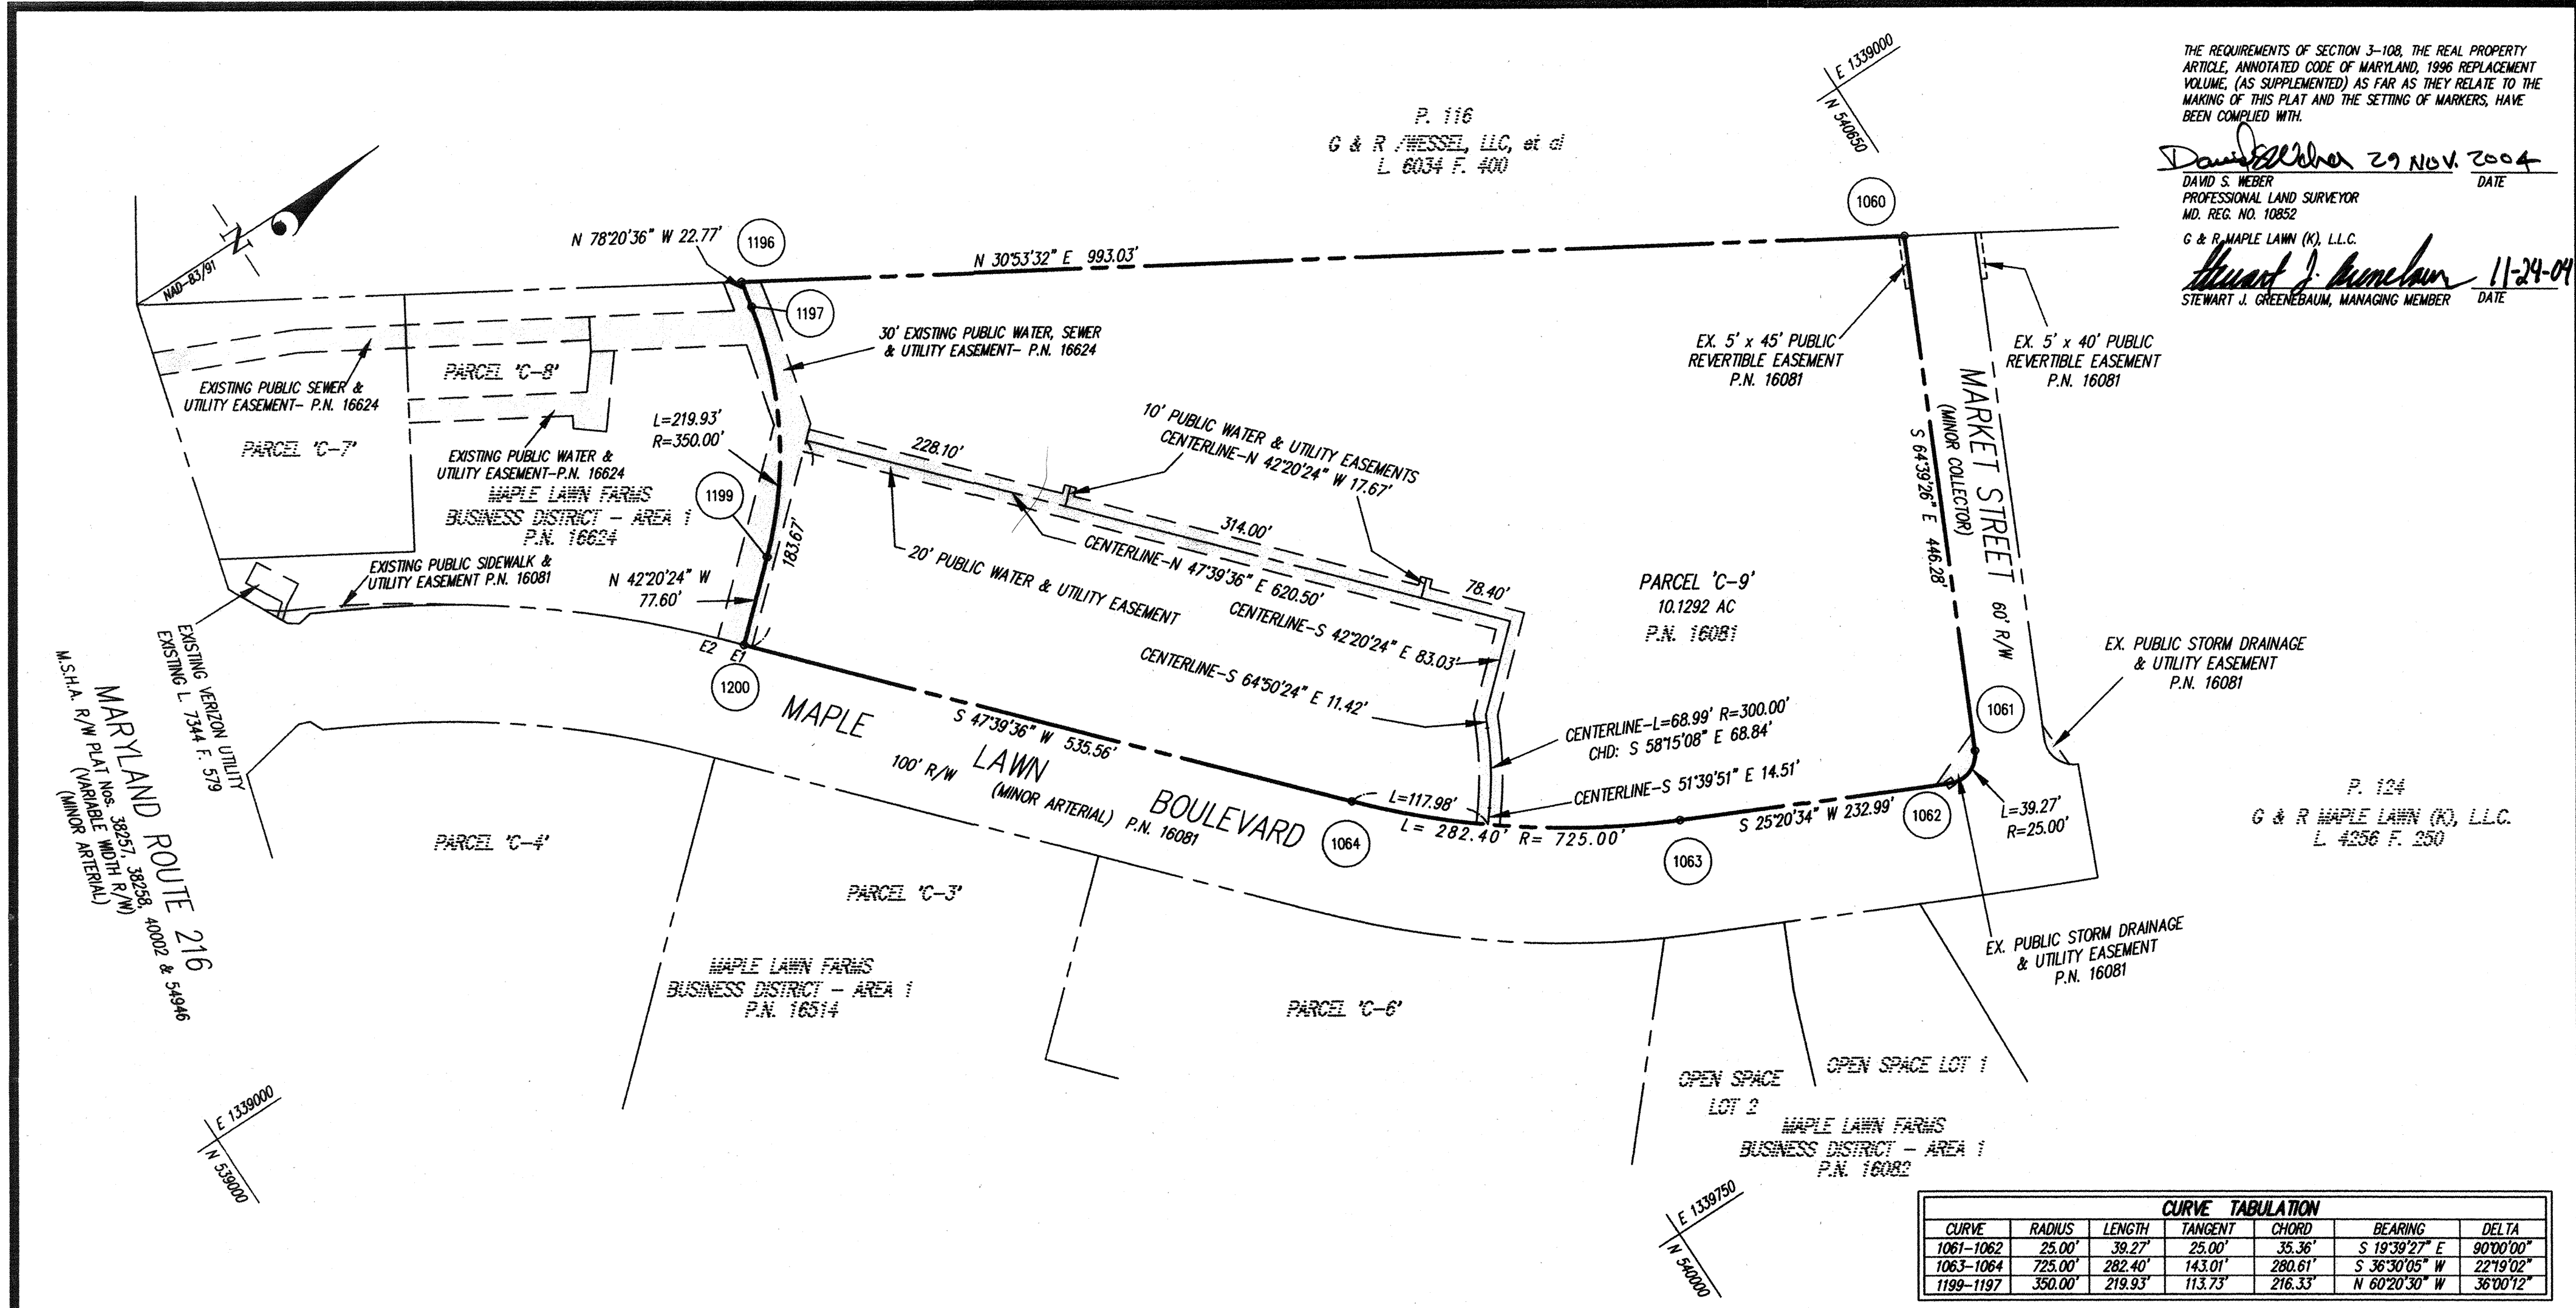 THE REQUIREMENTS OF SECTION 3-108, THE REAL PROPERTY
ARTICLE, ANNOTATED CODE OF MARYLAND, 1996 REPLACEMENT
VOLUME, (AS SUPPLEMENTED) AS FAR AS THEY RELATE TO THE
MAKING OF THIS PLAT AND THE SETTING OF MARKERS, HAVE
BEEN COMPLIED WITH.
29 NOV. 2004
DAVID S. WEBER
DATE
PROFESSIONAL LAND SURVEYOR
MD. REG. NO. 10852
G & R MAPLE LAWN (K), L.L.C.
11-24-04
STEWART J. GREENEBAUM, MANAGING MEMBER
DATE
E 1339000
N 540650
P. 116
G & R /WESSEL, LLC, et al
L. 6034 F. 400
1060
N
NAD-83/91
N 78°20'36" W 22.77'
1196
N 30°53'32" E 993.03'
1197
30' EXISTING PUBLIC WATER, SEWER
& UTILITY EASEMENT- P.N. 16624
EX. 5' x 45' PUBLIC
REVERTIBLE EASEMENT
P.N. 16081
EX. 5' x 40' PUBLIC
REVERTIBLE EASEMENT
P.N. 16081
EXISTING PUBLIC SEWER &
UTILITY EASEMENT- P.N. 16624
PARCEL 'C-8'
PARCEL 'C-7'
L=219.93'
R=350.00'
EXISTING PUBLIC WATER &
UTILITY EASEMENT-P.N. 16624
MAPLE LAWN FARMS
BUSINESS DISTRICT - AREA 1
P.N. 16624
1199
183.67'
228.10'
10' PUBLIC WATER & UTILITY EASEMENTS
CENTERLINE-N 42°20'24" W 17.67'
314.00'
78.40'
CENTERLINE-N 47°39'36" E 620.50'
20' PUBLIC WATER & UTILITY EASEMENT
CENTERLINE-S 42°20'24" E 83.03'
CENTERLINE-S 64°50'24" E 11.42'
CENTERLINE-L=68.99' R=300.00'
CHD: S 58°15'08" E 68.84'
CENTERLINE-S 51°39'51" E 14.51'
PARCEL 'C-9'
10.1292 AC
P.N. 16081
S 64°39'26" E 446.28'
MARKET STREET 60' R/W
(MINOR COLLECTOR)
EXISTING PUBLIC SIDEWALK &
UTILITY EASEMENT P.N. 16081
N 42°20'24" W
77.60'
E2
E1
1200
EXISTING VERIZON UTILITY
EXISTING L. 7344 F. 579
MARYLAND ROUTE 216
M.S.H.A. R/W PLAT Nos. 38257, 38258, 40002 & 54946
(VARIABLE WIDTH R/W)
(MINOR ARTERIAL)
S 47°39'36" W 535.56'
MAPLE LAWN BOULEVARD
100' R/W
(MINOR ARTERIAL) P.N. 16081
1064
L=117.98'
L= 282.40' R= 725.00'
1063
S 25°20'34" W 232.99'
1062
1061
L=39.27'
R=25.00'
EX. PUBLIC STORM DRAINAGE
& UTILITY EASEMENT
P.N. 16081
EX. PUBLIC STORM DRAINAGE
& UTILITY EASEMENT
P.N. 16081
P. 124
G & R MAPLE LAWN (K), L.L.C.
L. 4256 F. 250
PARCEL 'C-4'
PARCEL 'C-3'
MAPLE LAWN FARMS
BUSINESS DISTRICT - AREA 1
P.N. 16514
PARCEL 'C-6'
OPEN SPACE
LOT 2
OPEN SPACE LOT 1
MAPLE LAWN FARMS
BUSINESS DISTRICT - AREA 1
P.N. 16082
E 1339000
N 539000
E 1339750
N 540000
CURVE TABULATION
CURVE RADIUS LENGTH TANGENT CHORD BEARING DELTA
1061-1062 25.00' 39.27' 25.00' 35.36' S 19°39'27" E 90°00'00"
1063-1064 725.00' 282.40' 143.01' 280.61' S 36°30'05" W 22°19'02"
1199-1197 350.00' 219.93' 113.73' 216.33' N 60°20'30" W 36°00'12"